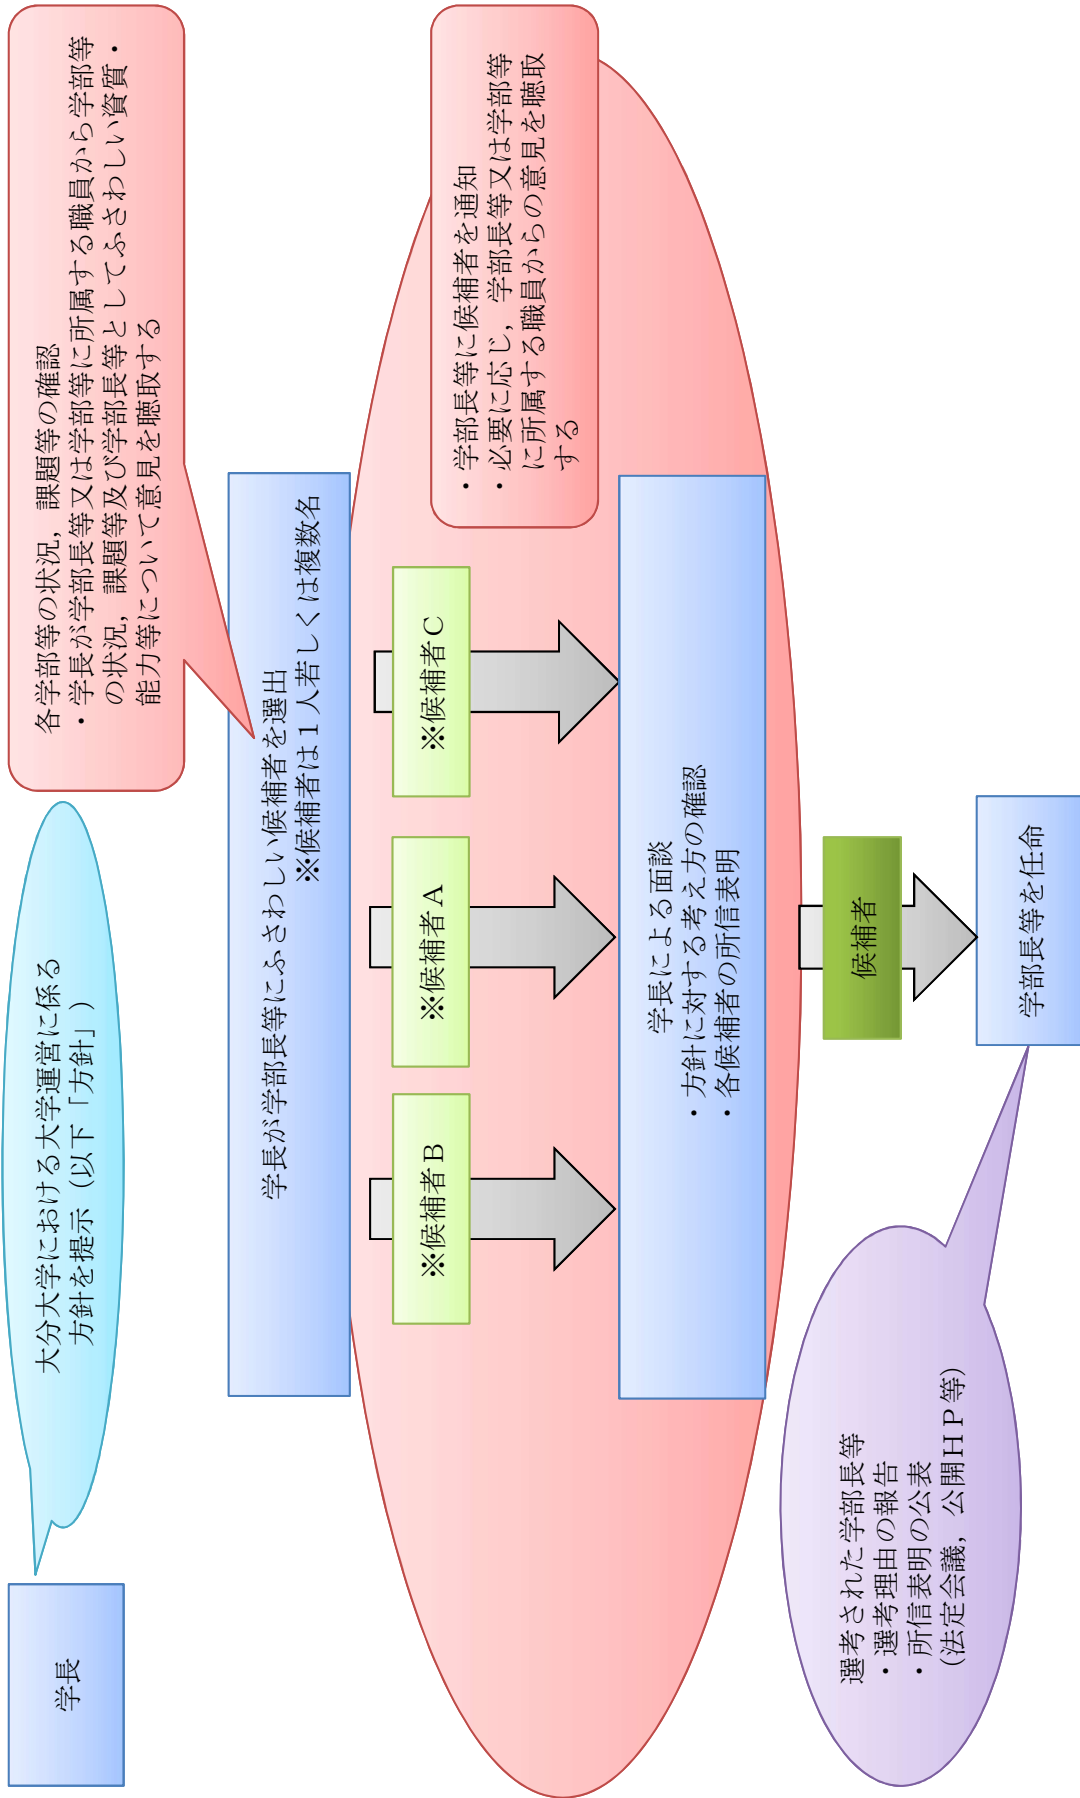 学長
大分大学における大学運営に係る
方針を提示（以下「方針」）
各学部等の状況，課題等の確認
・学長が学部長等又は学部等に所属する職員から学部等
の状況，課題等及び学部長等としてふさわしい資質・
能力等について意見を聴取する
学長が学部長等にふさわしい候補者を選出
※候補者は１人若しくは複数名
※候補者Ｂ
※候補者Ａ
※候補者Ｃ
・学部長等に候補者を通知
・必要に応じ，学部長等又は学部等
に所属する職員からの意見を聴取
する
学長による面談
・方針に対する考え方の確認
・各候補者の所信表明
候補者
選考された学部長等
・選考理由の報告
・所信表明の公表
(法定会議，公開ＨＰ等)
学部長等を任命